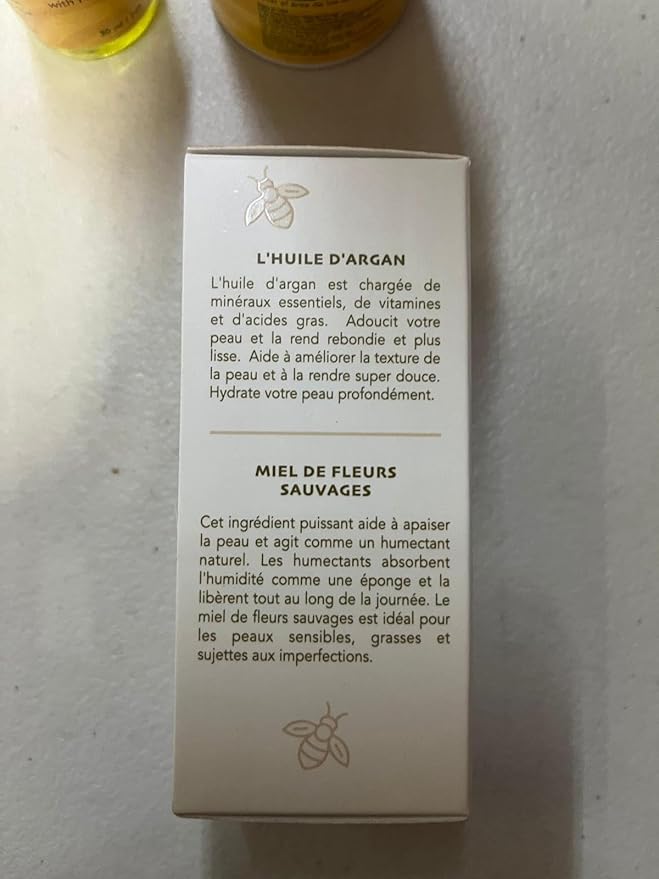 with
30 ml
L'HUILE D'ARGAN
L'huile d'argan est chargée de
minéraux essentiels, de vitamines
et d'acides gras. Adoucit votre
peau et la rend rebondie et plus
lisse. Aide à améliorer la texture de
la peau et à la rendre super douce.
Hydrate votre peau profondément.
MIEL DE FLEURS
SAUVAGES
Cet ingrédient puissant aide à apaiser
la peau et agit comme un humectant
naturel. Les humectants absorbent
l'humidité comme une éponge et la
libèrent tout au long de la journée. Le
miel de fleurs sauvages est idéal pour
les peaux sensibles, grasses et
sujettes aux imperfections.